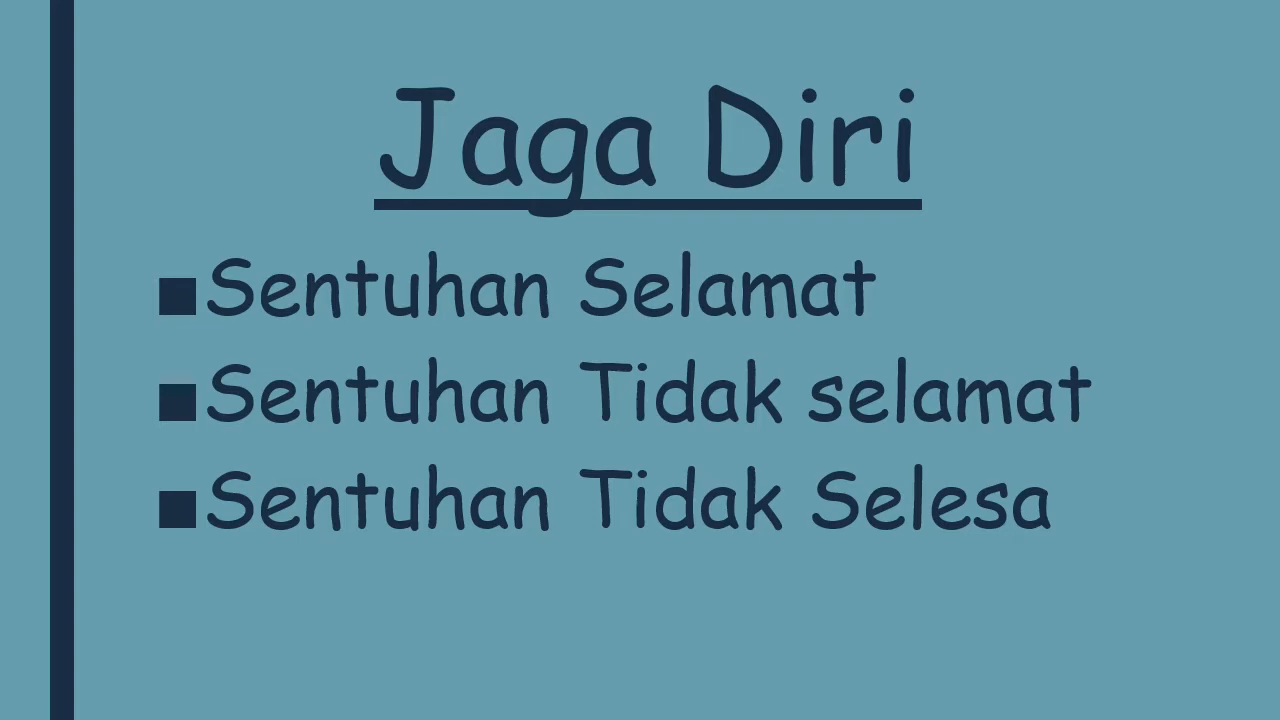 Jaga Diri
■Sentuhan Selamat
■Sentuhan Tidak selamat
■Sentuhan Tidak Selesa